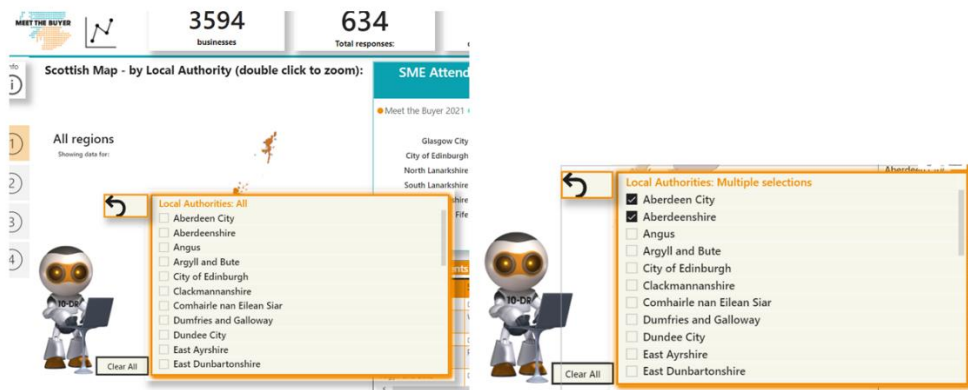 MEET THE BUYER
3594
businesses
634
Total responses:
Info
Scottish Map - by Local Authority (double click to zoom):
SME Attend
Meet the Buyer 2021
All regions
Showing data for:
Glasgow City
City of Edinburgh
North Lanarkshire
South Lanarkshire
Fife
1
2
3
4
Local Authorities: All
Aberdeen City
Aberdeenshire
Angus
Argyll and Bute
City of Edinburgh
Clackmannanshire
Comhairle nan Eilean Siar
Dumfries and Galloway
Dundee City
East Ayrshire
East Dunbartonshire
10-DR
Clear All
Local Authorities: Multiple selections
Aberdeen City
Aberdeenshire
Angus
Argyll and Bute
City of Edinburgh
Clackmannanshire
Comhairle nan Eilean Siar
Dumfries and Galloway
Dundee City
East Ayrshire
East Dunbartonshire
10-DR
Clear All